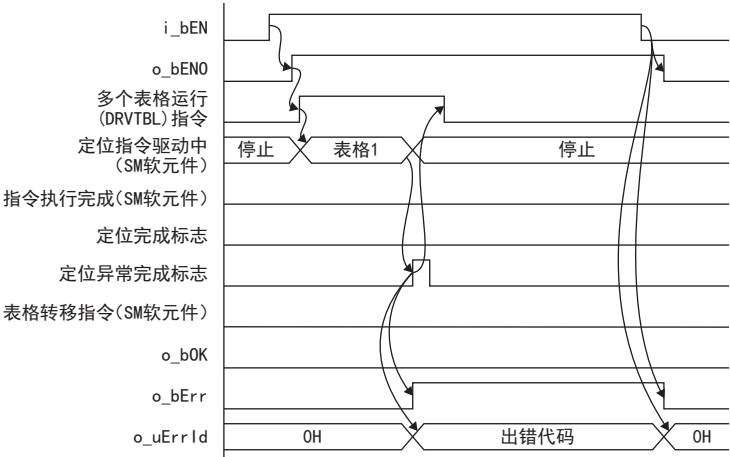 i_bEN
o_bENO
多个表格运行
(DRVTBL)指令
定位指令驱动中
(SM软元件)
停止 表格1 停止
指令执行完成(SM软元件)
定位完成标志
定位异常完成标志
表格转移指令(SM软元件)
o_bOK
o_bErr
o_uErrId
0H 出错代码 0H